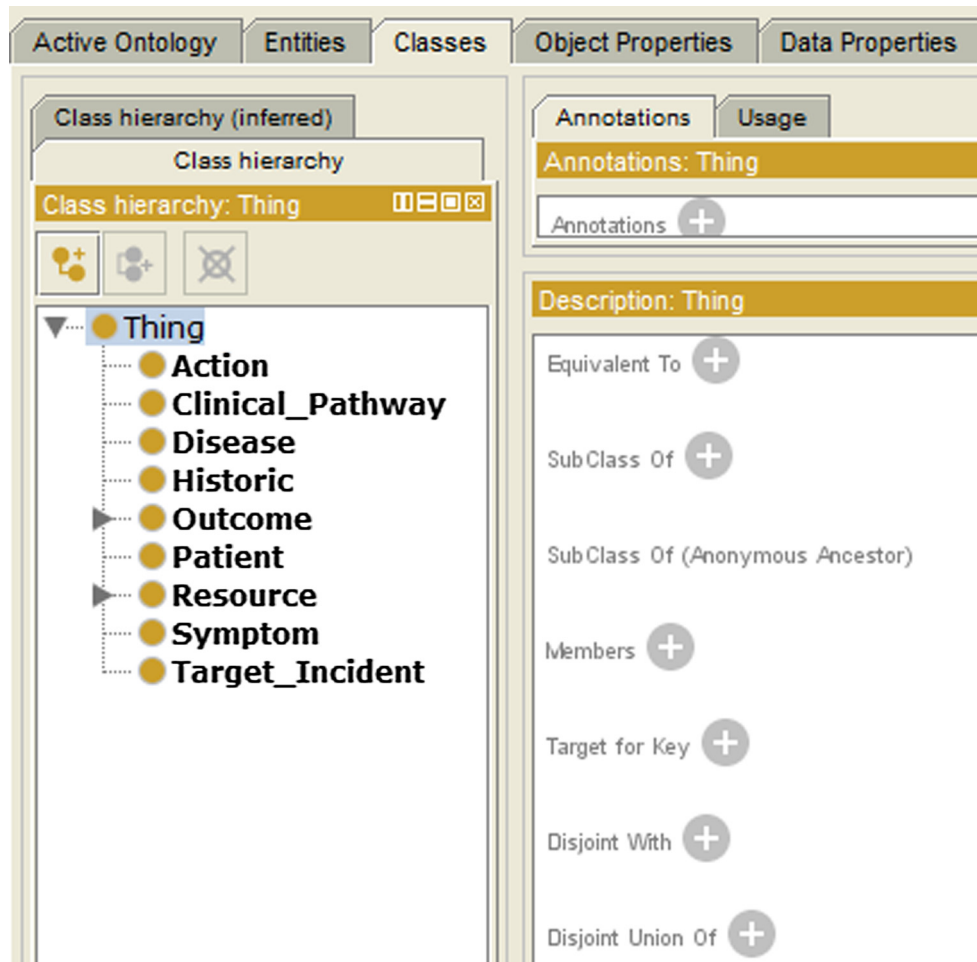 Active Ontology Entities Classes Object Properties Data Properties
Class hierarchy (inferred)
Class hierarchy
Class hierarchy: Thing
Thing
Action
Clinical_Pathway
Disease
Historic
Outcome
Patient
Resource
Symptom
Target_Incident
Annotations Usage
Annotations: Thing
Annotations
Description: Thing
Equivalent To
SubClass Of
SubClass Of (Anonymous Ancestor)
Members
Target for Key
Disjoint With
Disjoint Union Of